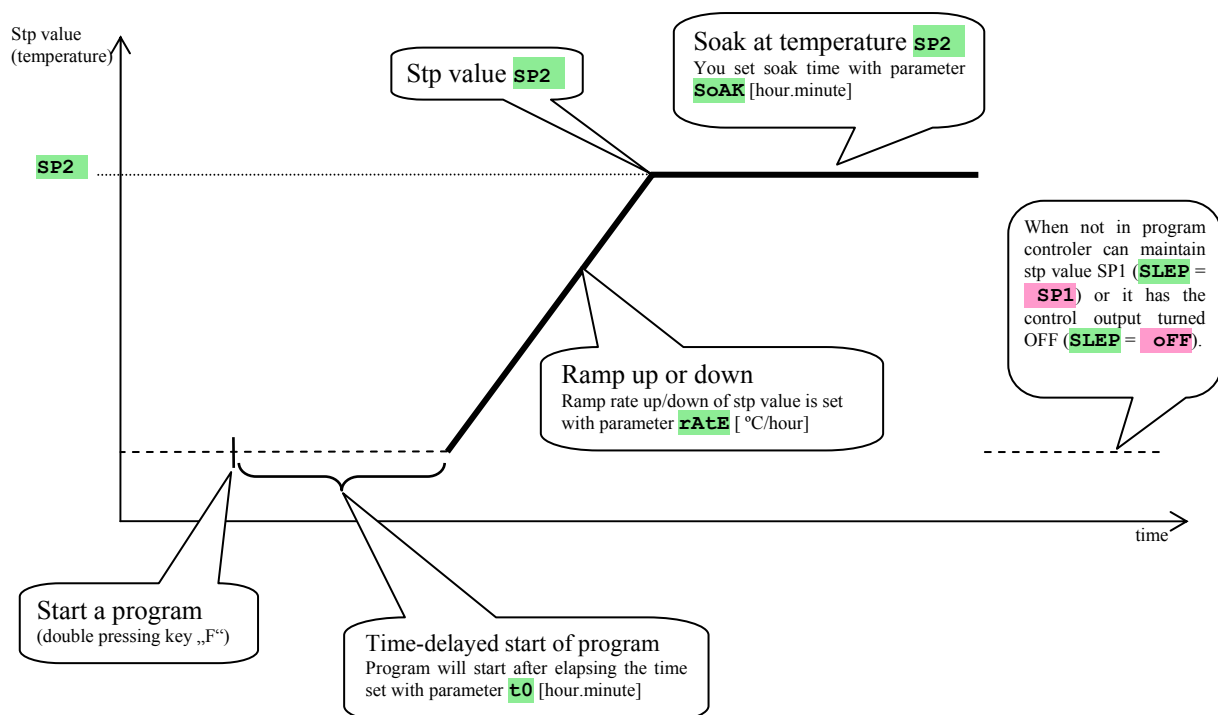 Stp value
(temperature)
Stp value SP2
Soak at temperature SP2
You set soak time with parameter
SoAK [hour.minute]
SP2
When not in program
controler can maintain
stp value SP1 (SLEP =
SP1) or it has the
control output turned
OFF (SLEP = oFF).
Ramp up or down
Ramp rate up/down of stp value is set
with parameter rAtE [ ºC/hour]
time
Start a program
(double pressing key „F“)
Time-delayed start of program
Program will start after elapsing the time
set with parameter t0 [hour.minute]